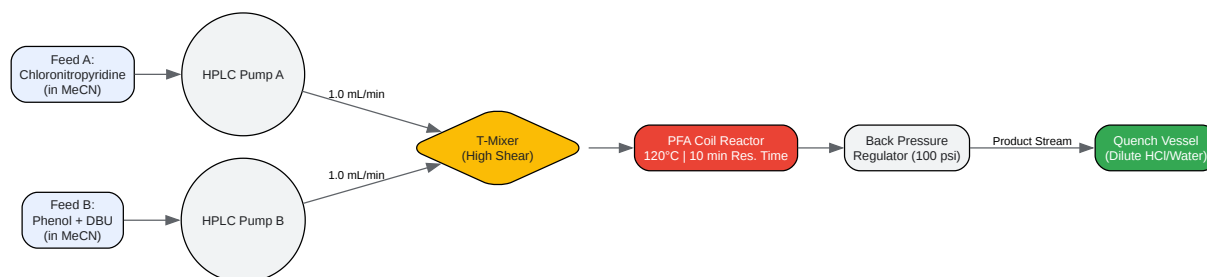 Feed A:
Chloronitropyridine
(in MeCN)
HPLC Pump A
1.0 mL/min
T-Mixer
(High Shear)
PFA Coil Reactor
120°C | 10 min Res. Time
Back Pressure
Regulator (100 psi)
Product Stream
Quench Vessel
(Dilute HCl/Water)
Feed B:
Phenol + DBU
(in MeCN)
HPLC Pump B
1.0 mL/min